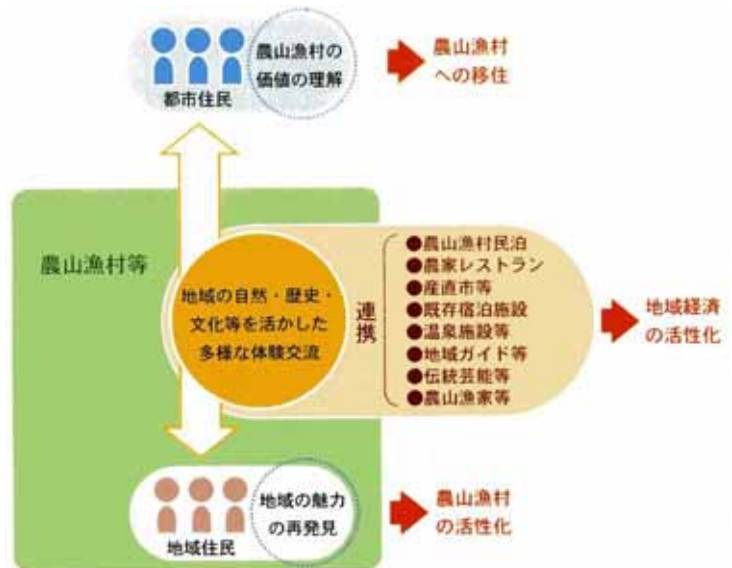 農山漁村の
価値の理解
都市住民
農山漁村
への移住
農山漁村等
地域の自然・歴史・
文化等を活かした
多様な体験交流
連携
●農山漁村民泊
●農家レストラン
●産直市等
●既存宿泊施設
●温泉施設等
●地域ガイド等
●伝統芸能等
●農山漁家等
地域経済
の活性化
地域の魅力
の再発見
地域住民
農山漁村
の活性化